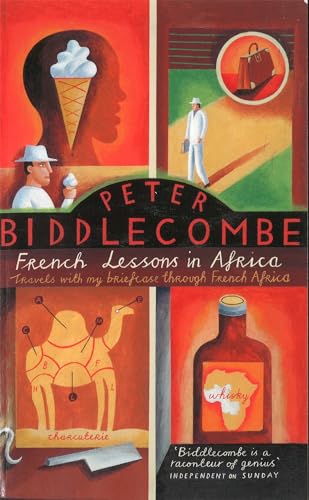 PETER
BIDDLECOMBE
French Lessons in Africa
Travels with my briefcase through French Africa
A
C
B
F
H
L
charcuterie
whisky
'Biddlecombe is a
raconteur of genius'
INDEPENDENT ON SUNDAY